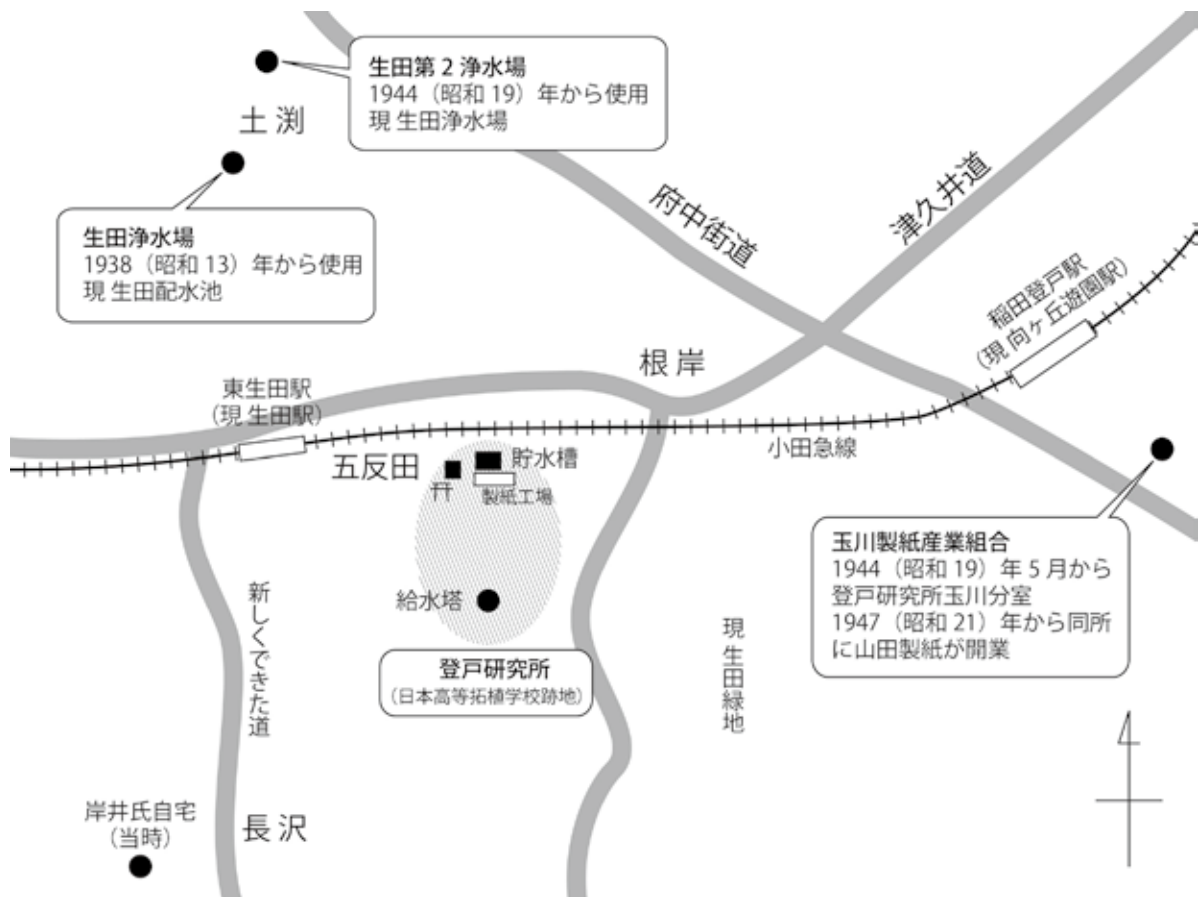 生田第２浄水場
1944（昭和 19）年から使用
現 生田浄水場
土 渕
生田浄水場
1938（昭和 13）年から使用
現 生田配水池
府中街道
津久井道
稲田登戸駅
（現 向ヶ丘遊園駅）
根 岸
東生田駅
（現 生田駅）
小田急線
五反田
貯水槽
製紙工場
給水塔
登戸研究所
（日本高等拓植学校跡地）
玉川製紙産業組合
1944（昭和 19）年 5 月から
登戸研究所玉川分室
1947（昭和 21）年から同所
に山田製紙が開業
新しくできた道
現 生田緑地
岸井氏自宅
（当時）
長 沢